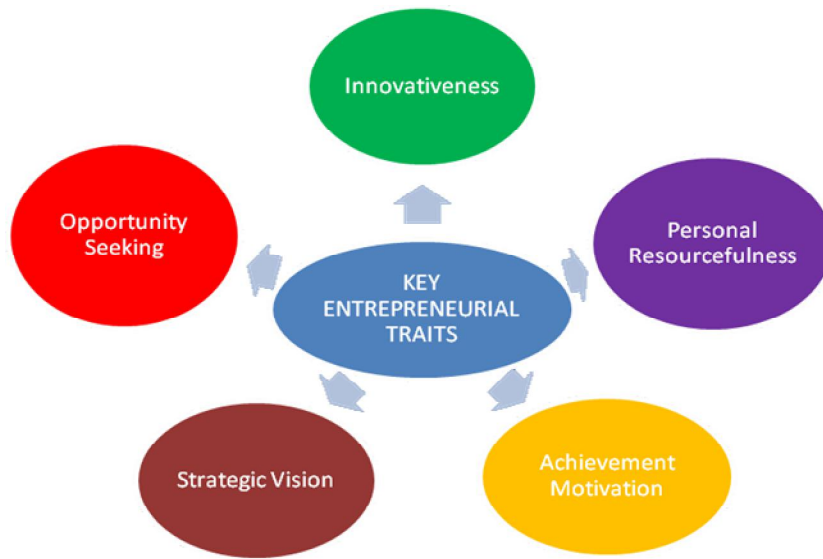 Innovativeness
Opportunity
Seeking
Personal
Resourcefulness
KEY
ENTREPRENEURIAL
TRAITS
Strategic Vision
Achievement
Motivation